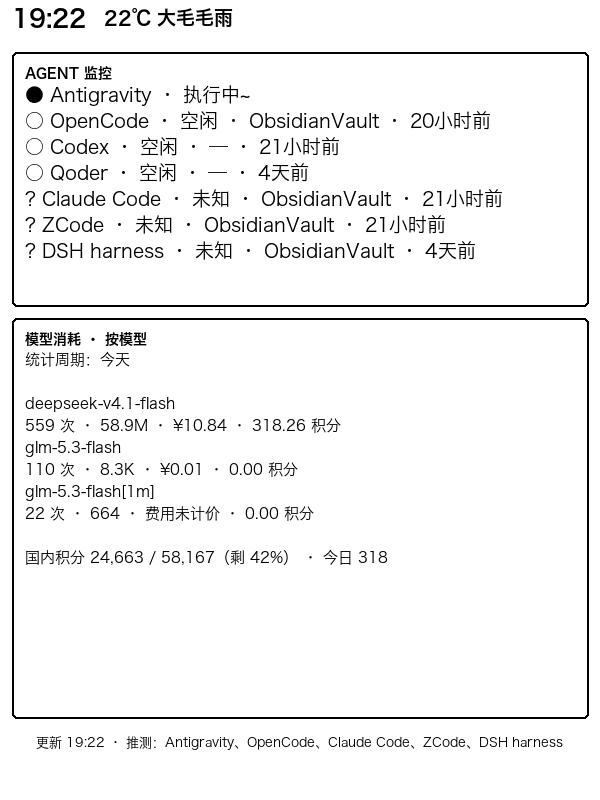 19:22 22℃ 大毛毛雨
AGENT 监控
● Antigravity · 执行中~
○ OpenCode · 空闲 · ObsidianVault · 20小时前
○ Codex · 空闲 · — · 21小时前
○ Qoder · 空闲 · — · 4天前
? Claude Code · 未知 · ObsidianVault · 21小时前
? ZCode · 未知 · ObsidianVault · 21小时前
? DSH harness · 未知 · ObsidianVault · 4天前
模型消耗 · 按模型
统计周期：今天
deepseek-v4.1-flash
559 次 · 58.9M · ¥10.84 · 318.26 积分
glm-5.3-flash
110 次 · 8.3K · ¥0.01 · 0.00 积分
glm-5.3-flash[1m]
22 次 · 664 · 费用未计价 · 0.00 积分
国内积分 24,663 / 58,167（剩 42%） · 今日 318
更新 19:22 · 推测：Antigravity、OpenCode、Claude Code、ZCode、DSH harness